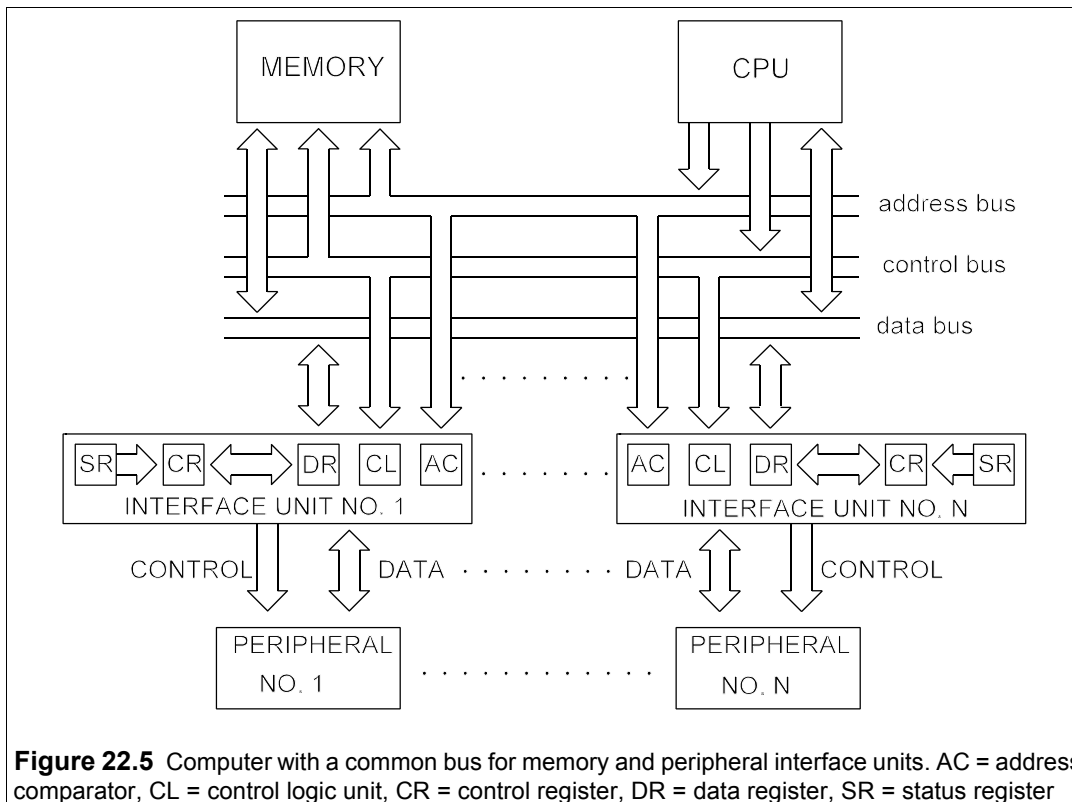 MEMORY
CPU
address bus
control bus
data bus
SR CR DR CL AC
AC CL DR CR SR
INTERFACE UNIT NO. 1
INTERFACE UNIT NO. N
CONTROL
DATA
DATA
CONTROL
PERIPHERAL
NO. 1
PERIPHERAL
NO. N
Figure 22.5 Computer with a common bus for memory and peripheral interface units. AC = address
comparator, CL = control logic unit, CR = control register, DR = data register, SR = status register